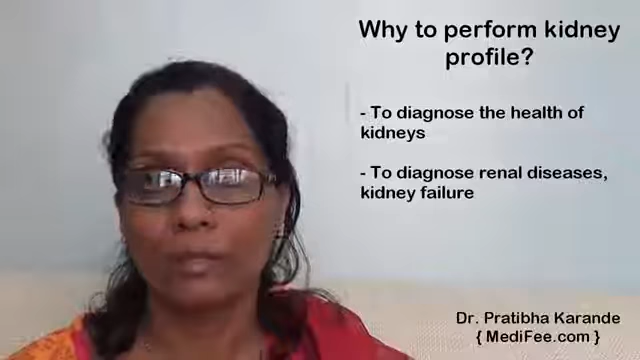 Why to perform kidney
profile?
- To diagnose the health of
kidneys
- To diagnose renal diseases,
kidney failure
Dr. Pratibha Karande
{ MediFee.com }